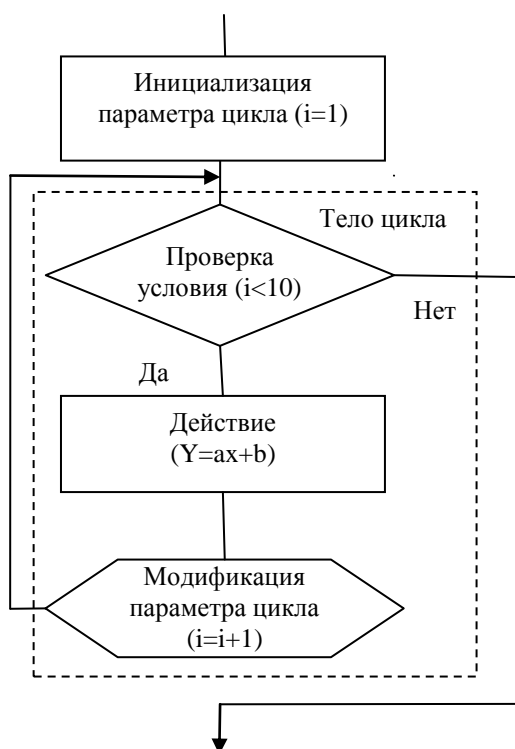 Инициализация
параметра цикла (i=1)
Тело цикла
Проверка
условия (i<10)
Нет
Да
Действие
(Y=ax+b)
Модификация
параметра цикла
(i=i+1)